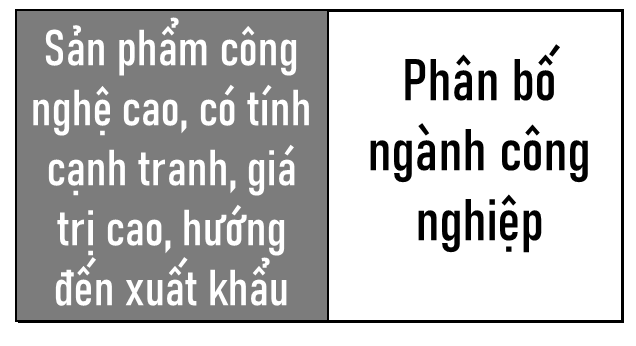 Sản phẩm công
nghệ cao, có tính
cạnh tranh, giá
trị cao, hướng
đến xuất khẩu
Phân bố
ngành công
nghiệp